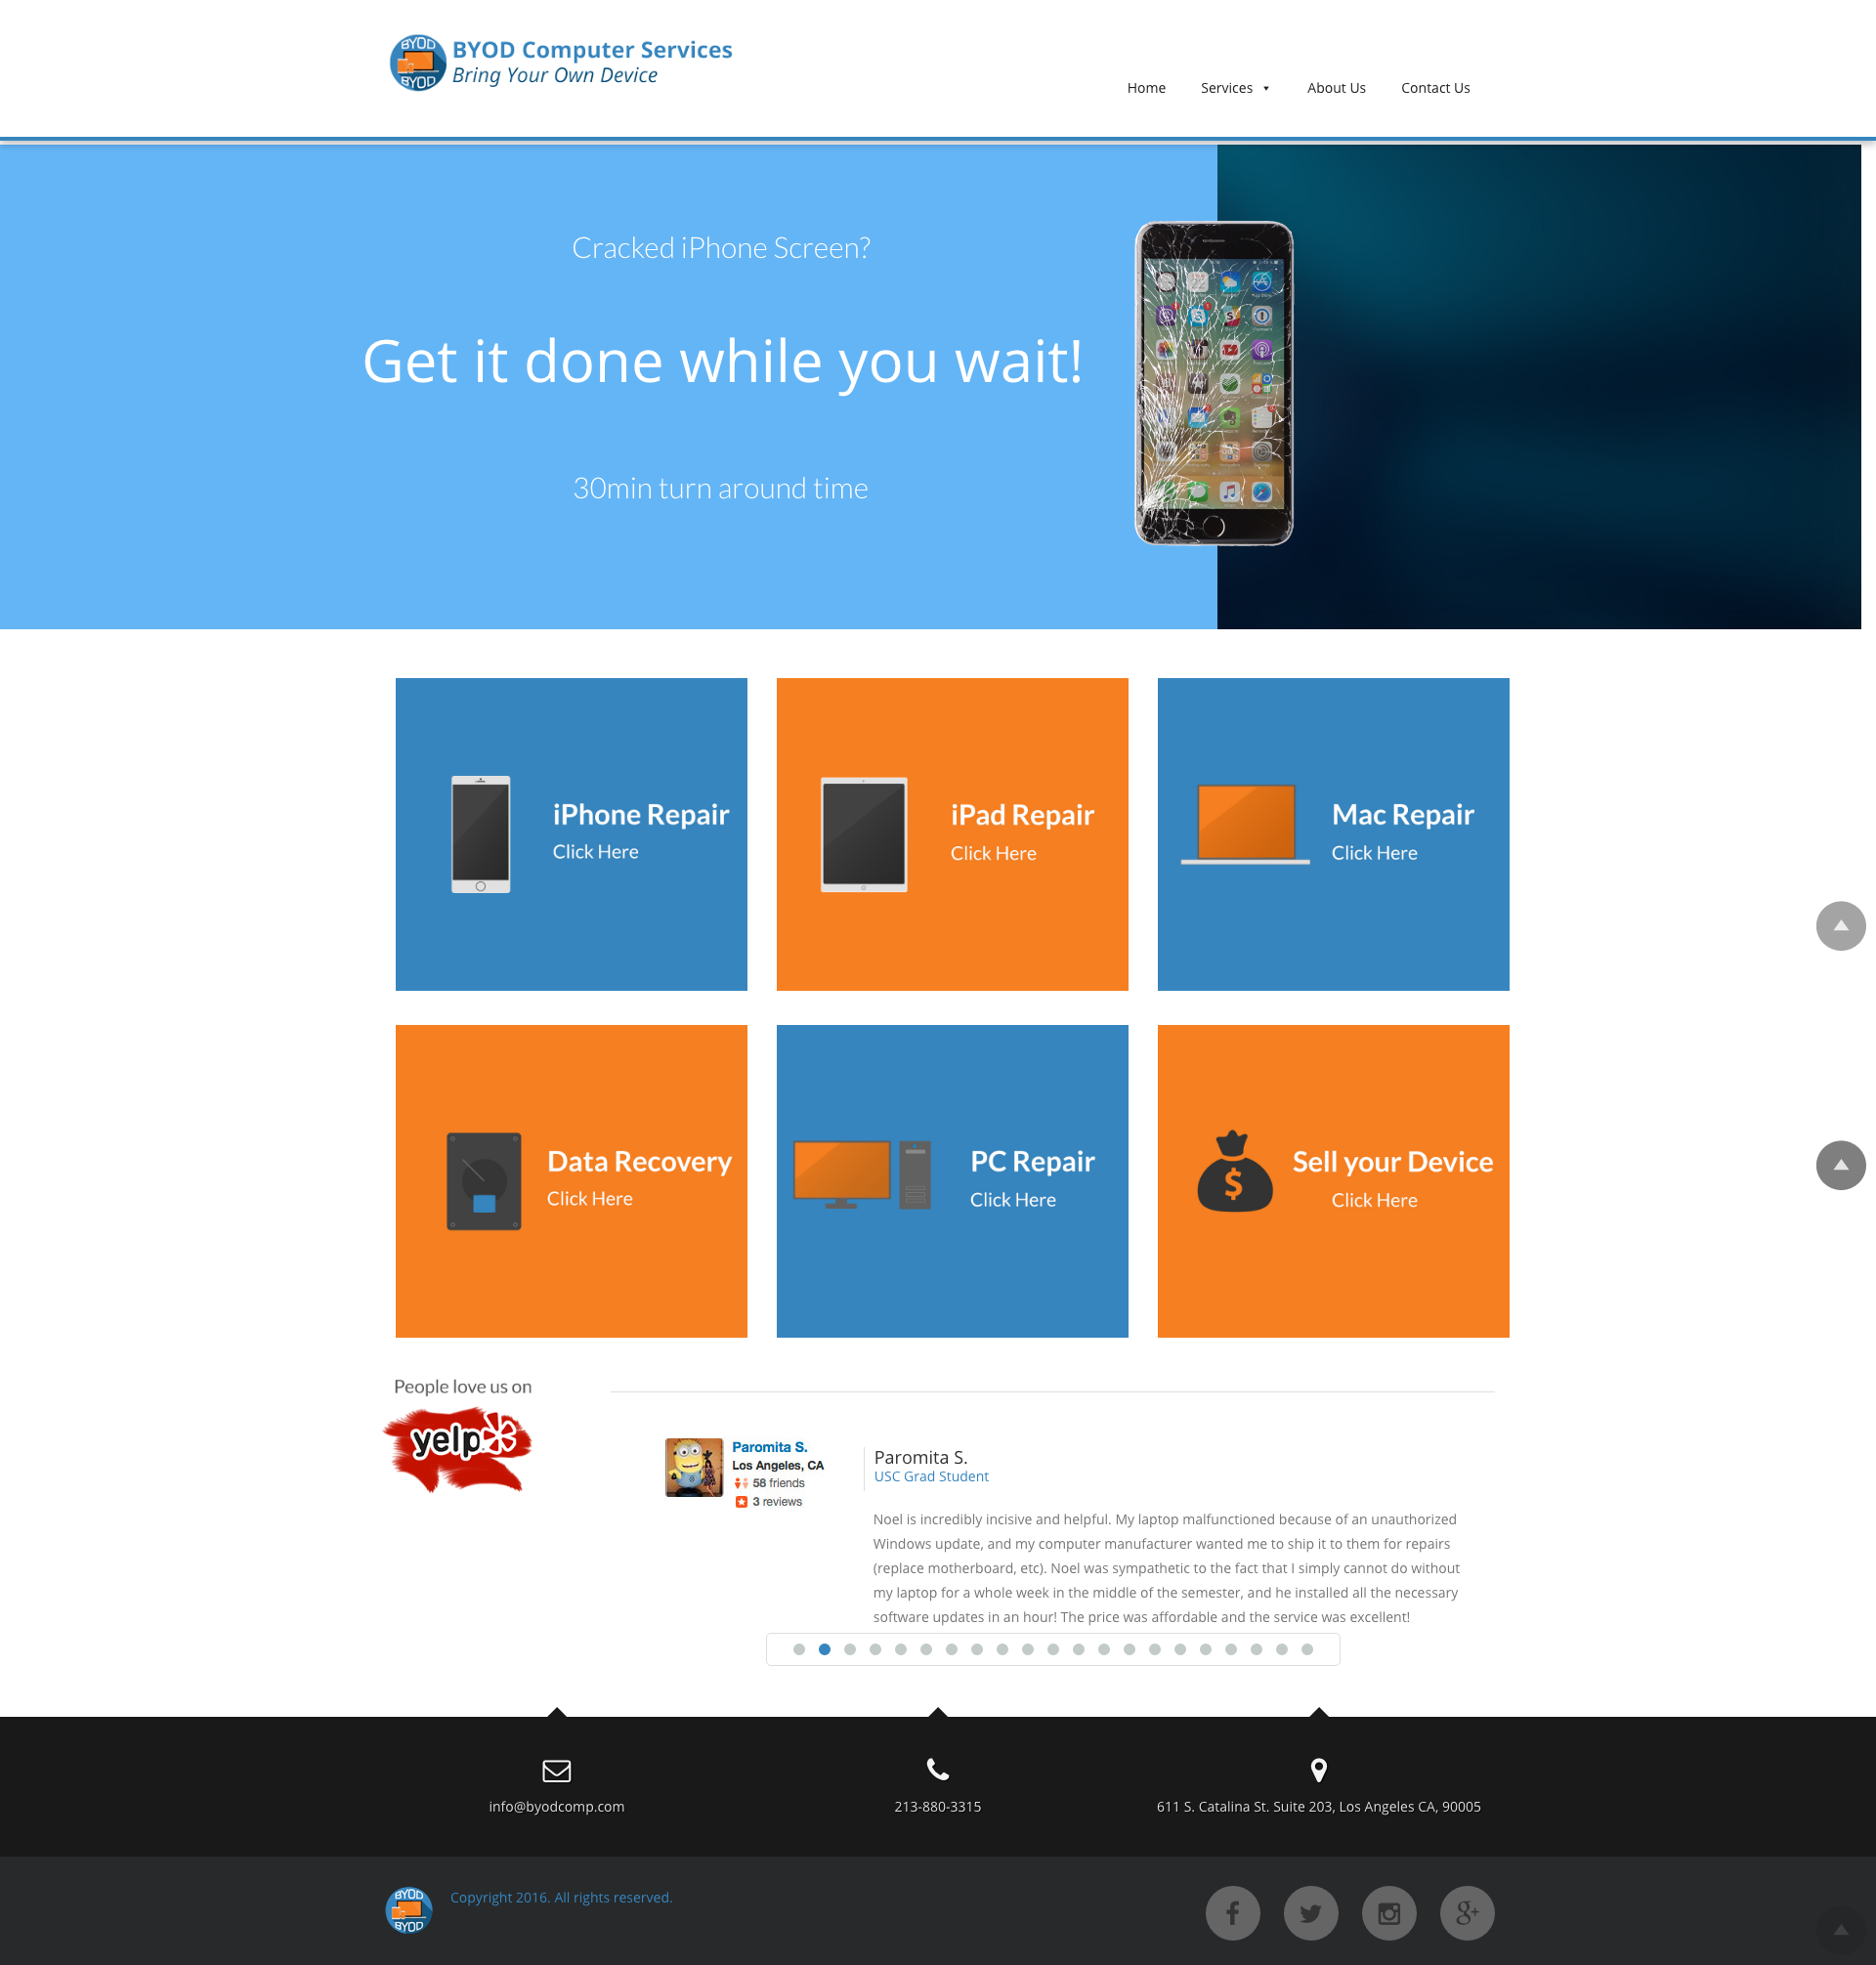 BYOD
BYOD
BYOD Computer Services
Bring Your Own Device
Home
Services
About Us
Contact Us
Cracked iPhone Screen?
Get it done while you wait!
30min turn around time
iPhone Repair
Click Here
iPad Repair
Click Here
Mac Repair
Click Here
Data Recovery
Click Here
PC Repair
Click Here
$
Sell your Device
Click Here
People love us on
yelp
Paromita S.
Los Angeles, CA
58 friends
3 reviews
Paromita S.
USC Grad Student
Noel is incredibly incisive and helpful. My laptop malfunctioned because of an unauthorized
Windows update, and my computer manufacturer wanted me to ship it to them for repairs
(replace motherboard, etc). Noel was sympathetic to the fact that I simply cannot do without
my laptop for a whole week in the middle of the semester, and he installed all the necessary
software updates in an hour! The price was affordable and the service was excellent!
info@byodcomp.com
213-880-3315
611 S. Catalina St. Suite 203, Los Angeles CA, 90005
BYOD
BYOD
Copyright 2016. All rights reserved.